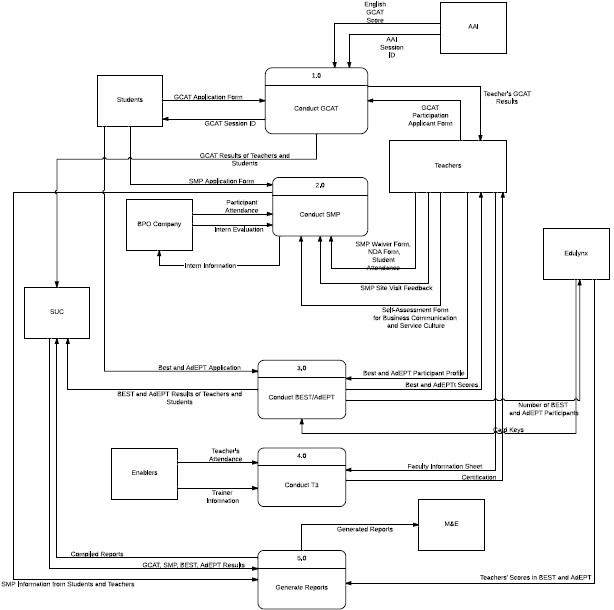 English
GCAT
Score
AAI
AAI
Session
ID
1.0
Students
GCAT Application Form
Conduct GCAT
Teacher's GCAT
Results
GCAT
Participation
Applicant Form
GCAT Session ID
GCAT Results of Teachers and
Students
Teachers
SMP Application Form
2.0
Participant
Attendance
BPO Company
Conduct SMP
Intern Evaluation
SMP Waiver Form,
NDA Form,
Student
Attendance
Edulynx
Intern Information
SMP Site Visit Feedback
SUC
Self-Assessment Form
for Business Communication
and Service Culture
Best and AdEPT Application
3.0
Best and AdEPT Participant Profile
Best and AdEPTt Scores
BEST and AdEPT Results of Teachers and
Students
Conduct BEST/AdEPT
Number of BEST
and AdEPT Participants
Card Keys
Teacher's
Attendance
4.0
Enablers
Faculty Information Sheet
Conduct T3
Certification
Trainer
Information
M&E
Generated Reports
Compiled Reports
5.0
GCAT, SMP, BEST, AdEPT Results
SMP Information from Students and Teachers
Generate Reports
Teachers' Scores in BEST and AdEPT